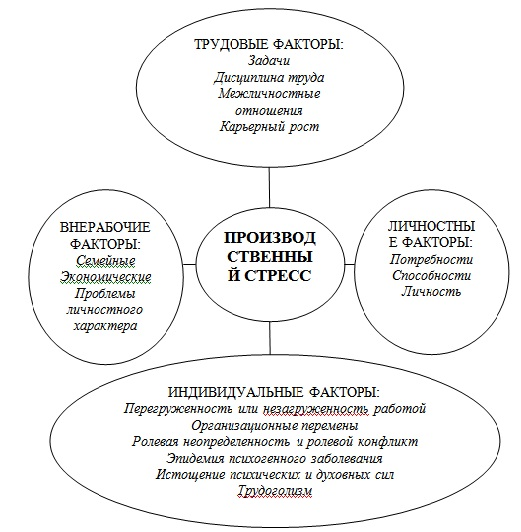 ТРУДОВЫЕ ФАКТОРЫ:
Задачи
Дисциплина труда
Межличностные
отношения
Карьерный рост
ВНЕРАБОЧИЕ
ФАКТОРЫ:
Семейные
Экономические
Проблемы
личностного
характера
ПРОИЗВОД
СТВЕННЫ
Й СТРЕСС
ЛИЧНОСТНЫ
Е ФАКТОРЫ:
Потребности
Способности
Личность
ИНДИВИДУАЛЬНЫЕ ФАКТОРЫ:
Перегруженность или незагруженность работой
Организационные перемены
Ролевая неопределенность и ролевой конфликт
Эпидемия психогенного заболевания
Истощение психических и духовных сил
Трудоголизм